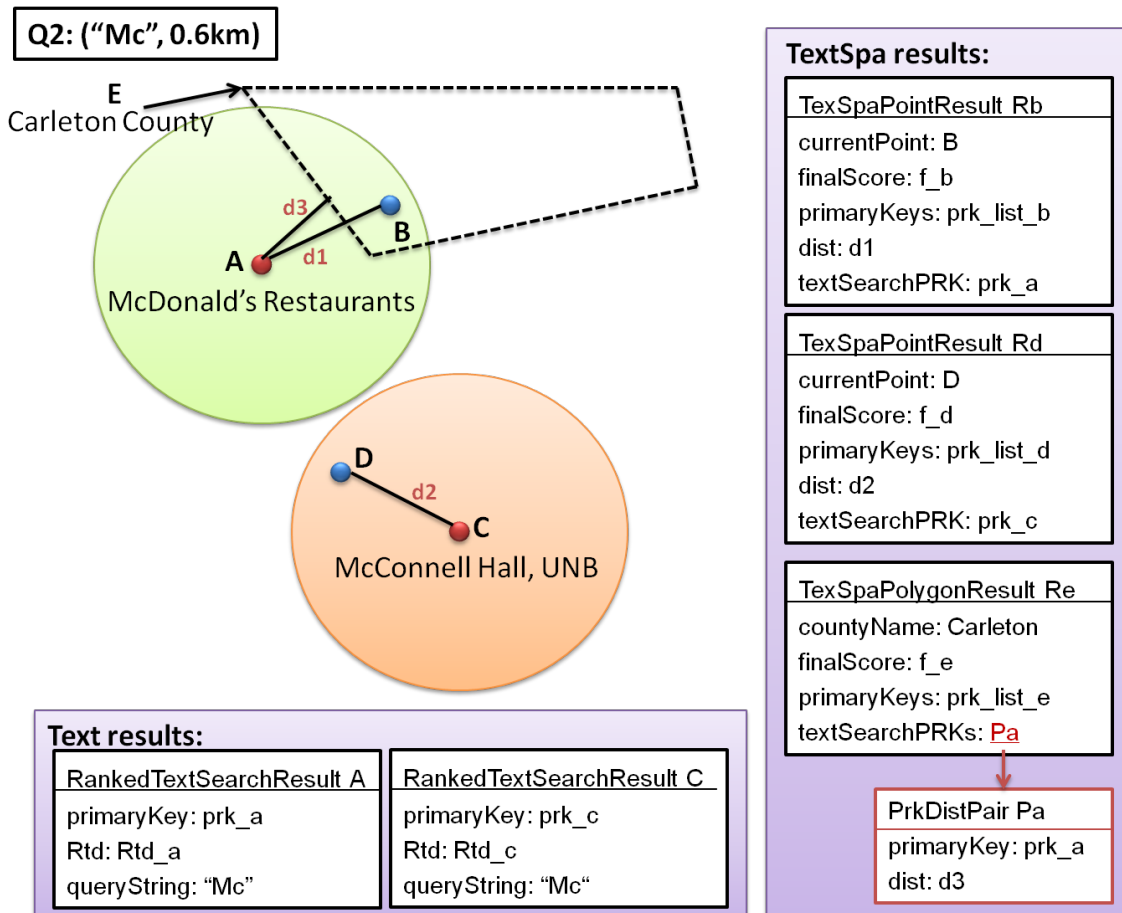 Q2: (“Mc”, 0.6km)
E
Carleton County
d3
B
A
d1
McDonald’s Restaurants
D
d2
C
McConnell Hall, UNB
Text results:
RankedTextSearchResult A
primaryKey: prk_a
Rtd: Rtd_a
queryString: “Mc”
RankedTextSearchResult C
primaryKey: prk_c
Rtd: Rtd_c
queryString: “Mc“
TextSpa results:
TexSpaPointResult Rb
currentPoint: B
finalScore: f_b
primaryKeys: prk_list_b
dist: d1
textSearchPRK: prk_a
TexSpaPointResult Rd
currentPoint: D
finalScore: f_d
primaryKeys: prk_list_d
dist: d2
textSearchPRK: prk_c
TexSpaPolygonResult Re
countyName: Carleton
finalScore: f_e
primaryKeys: prk_list_e
textSearchPRKs: Pa
PrkDistPair Pa
primaryKey: prk_a
dist: d3